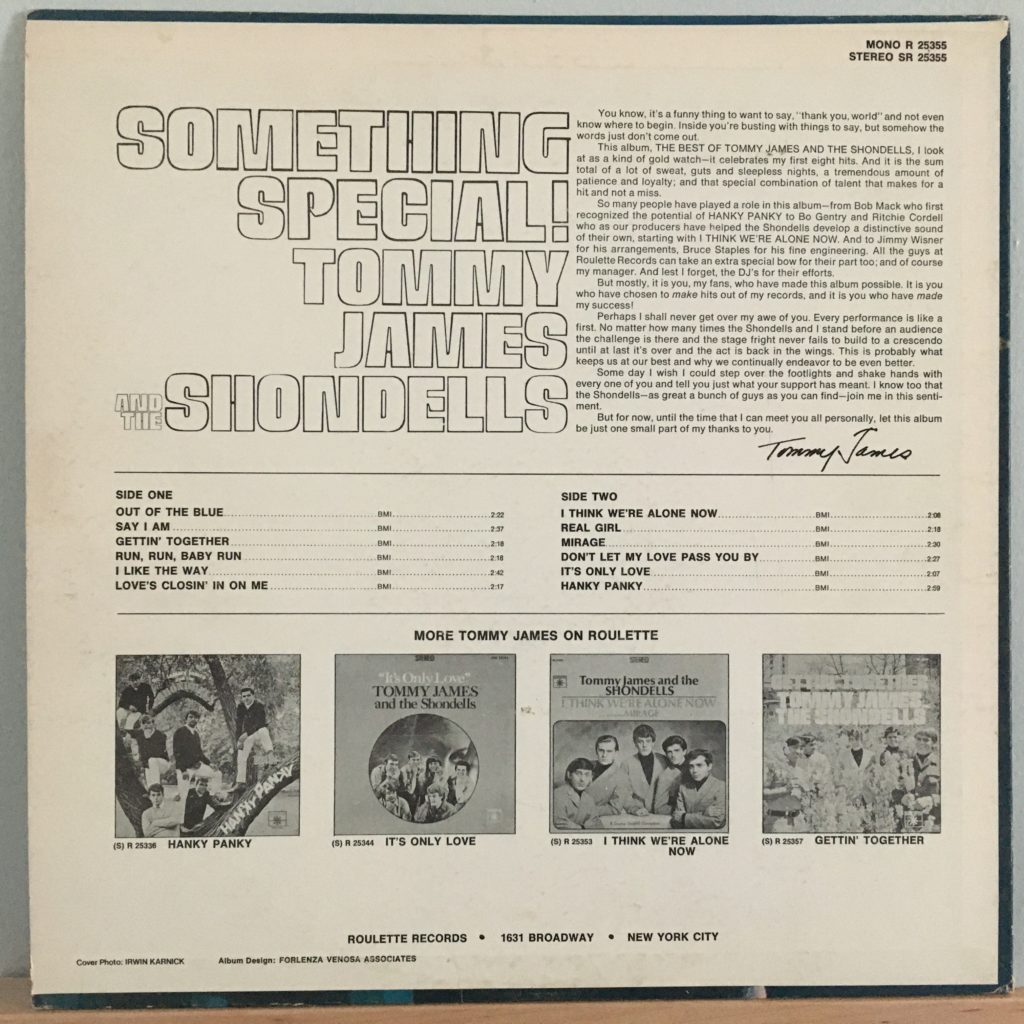 MONO R 25355
STEREO SR 25355
SOMETHING
SPECIAL!
TOMMY
JAMES
AND THE SHONDELLS
You know, it's a funny thing to want to say, "thank you, world" and not even
know where to begin. Inside you're busting with things to say, but somehow the
words just don't come out.
This album, THE BEST OF TOMMY JAMES AND THE SHONDELLS, I look
at as a kind of gold watch—it celebrates my first eight hits. And it is the sum
total of a lot of sweat, guts and sleepless nights, a tremendous amount of
patience and loyalty; and that special combination of talent that makes for a
hit and not a miss.
So many people have played a role in this album—from Bob Mack who first
recognized the potential of HANKY PANKY to Bo Gentry and Ritchie Cordell
who as our producers have helped the Shondells develop a distinctive sound
of their own, starting with I THINK WE'RE ALONE NOW. And to Jimmy Wisner
for his arrangements, Bruce Staples for his fine engineering. All the guys at
Roulette Records can take an extra special bow for their part too; and of course
my manager. And lest I forget, the DJ's for their efforts.
But mostly, it is you, my fans, who have made this album possible. It is you
who have chosen to make hits out of my records, and it is you who have made
my success!
Perhaps I shall never get over my awe of you. Every performance is like a
first. No matter how many times the Shondells and I stand before an audience
the challenge is there and the stage fright never fails to build to a crescendo
until at last it's over and the act is back in the wings. This is probably what
keeps us at our best and why we continually endeavor to be even better.
Some day I wish I could step over the footlights and shake hands with
every one of you and tell you just what your support has meant. I know too that
the Shondells—as great a bunch of guys as you can find—join me in this senti-
ment.
But for now, until the time that I can meet you all personally, let this album
be just one small part of my thanks to you.
Tommy James
SIDE ONE
OUT OF THE BLUE BMI 2:22
SAY I AM BMI 2:37
GETTIN' TOGETHER BMI 2:18
RUN, RUN, BABY RUN BMI 2:16
I LIKE THE WAY BMI 2:42
LOVE'S CLOSIN' IN ON ME BMI 2:17
SIDE TWO
I THINK WE'RE ALONE NOW BMI 2:08
REAL GIRL BMI 2:18
MIRAGE BMI 2:30
DON'T LET MY LOVE PASS YOU BY BMI 2:27
IT'S ONLY LOVE BMI 2:07
HANKY PANKY BMI 2:59
MORE TOMMY JAMES ON ROULETTE
HANKY PANKY
STEREO
"It's Only Love"
TOMMY JAMES
and the Shondells
STEREO
Tommy James and the
SHONDELLS
I THINK WE'RE ALONE NOW
MIRAGE
GETTIN' TOGETHER
TOMMY JAMES
THE SHONDELLS
(S) R 25336 HANKY PANKY
(S) R 25344 IT'S ONLY LOVE
(S) R 25353 I THINK WE'RE ALONE
NOW
(S) R 25357 GETTIN' TOGETHER
ROULETTE RECORDS • 1631 BROADWAY • NEW YORK CITY
Cover Photo: IRWIN KARNICK Album Design: FORLENZA VENOSA ASSOCIATES